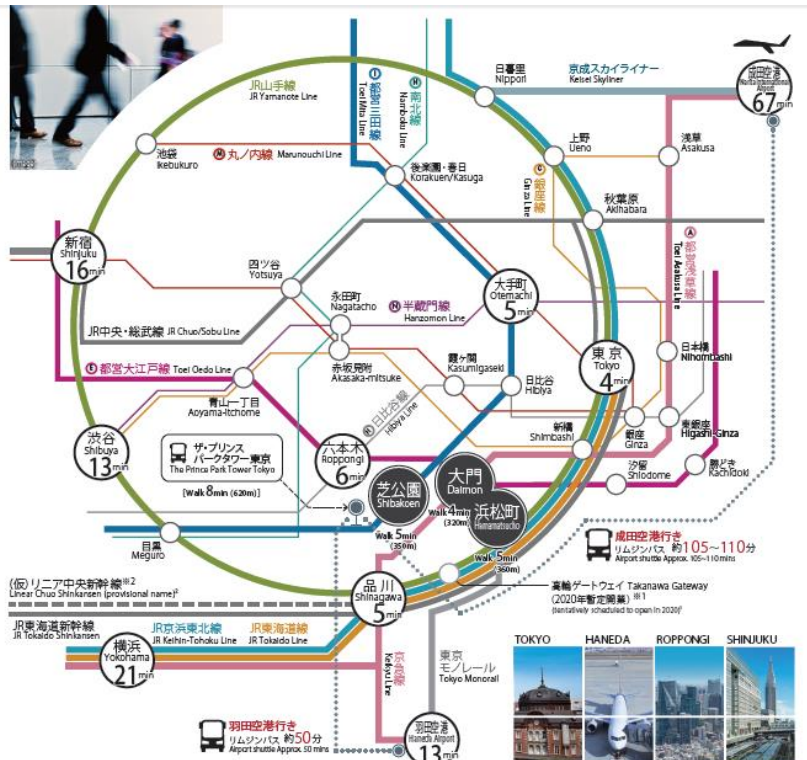 JR山手線
JR Yamanote Line
Ⓘ都営三田線
Toei Mita Line
Ⓝ南北線
Namboku Line
日暮里
Nippori
京成スカイライナー
Keisei Skyliner
成田空港
Narita International
Airport
67min
池袋
Ikebukuro
Ⓜ丸ノ内線 Marunouchi Line
後楽園・春日
Korakuen/Kasuga
Ⓖ銀座線
Ginza Line
上野
Ueno
浅草
Asakusa
秋葉原
Akihabara
Ⓐ都営浅草線
Toei Asakusa Line
新宿
Shinjuku
16min
四ツ谷
Yotsuya
永田町
Nagatacho
半蔵門線
Hanzomon Line
大手町
Otemachi
5min
JR中央・総武線 JR Chuo/Sobu Line
赤坂見附
Akasaka-mitsuke
霞ヶ関
Kasumigaseki
日比谷
Hibiya
東京
Tokyo
4min
日本橋
Nihombashi
Ⓔ都営大江戸線 Toei Oedo Line
青山一丁目
Aoyama-Itchome
Ⓗ日比谷線
Hibiya Line
新橋
Shimbashi
銀座
Ginza
東銀座
Higashi-Ginza
渋谷
Shibuya
13min
ザ・プリンス
パークタワー東京
The Prince Park Tower Tokyo
[Walk 8min (620m)]
六本木
Roppongi
6min
芝公園
Shibakoen
大門
Daimon
浜松町
Hamamatsucho
汐留
Shiodome
勝どき
Kachidoki
Walk 5min
(350m)
Walk 4min
(320m)
Walk 5min
(360m)
目黒
Meguro
成田空港行き
リムジンバス 約105～110分
Airport shuttle Approx. 105~110 mins
(仮)リニア中央新幹線※2
Linear Chuo Shinkansen (provisional name)²
品川
Shinagawa
5min
高輪ゲートウェイ Takanawa Gateway
(2020年暫定開業)※1
(tentatively scheduled to open in 2020)¹
JR東海道新幹線
JR Tokaido Shinkansen
JR京浜東北線
JR Keihin-Tohoku Line
JR東海道線
JR Tokaido Line
横浜
Yokohama
21min
京急線
Keikyu Line
東京
モノレール
Tokyo Monorail
TOKYO
HANEDA
ROPPONGI
SHINJUKU
羽田空港行き
リムジンバス 約50分
Airport shuttle Approx. 50 mins
羽田空港
Haneda Airport
13min